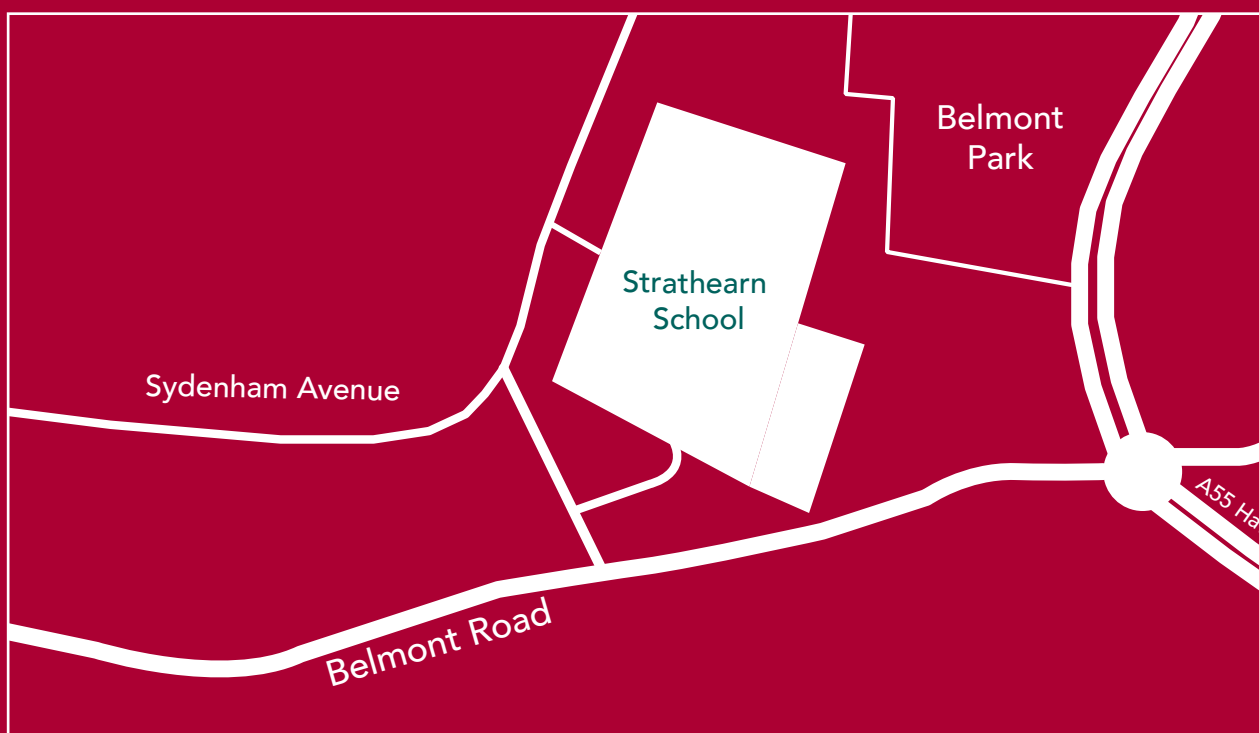 Belmont
Park
Strathearn
School
Sydenham Avenue
A55 Ha
Belmont Road